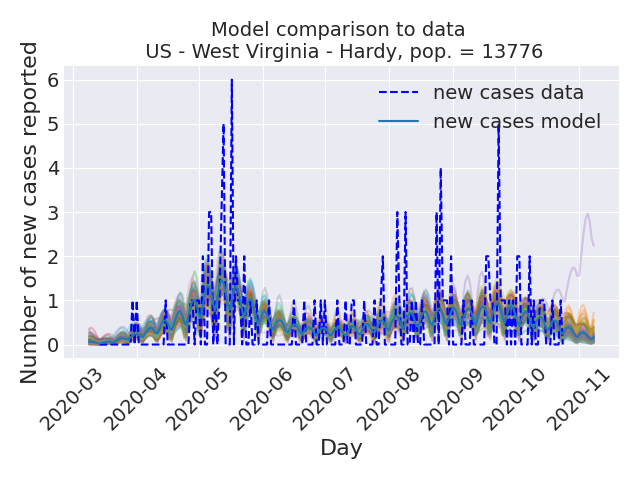 Model comparison to data
US - West Virginia - Hardy, pop. = 13776
Number of new cases reported
6
5
4
3
2
1
0
new cases data
new cases model
2020-03
2020-04
2020-05
2020-06
2020-07
2020-08
2020-09
2020-10
2020-11
Day